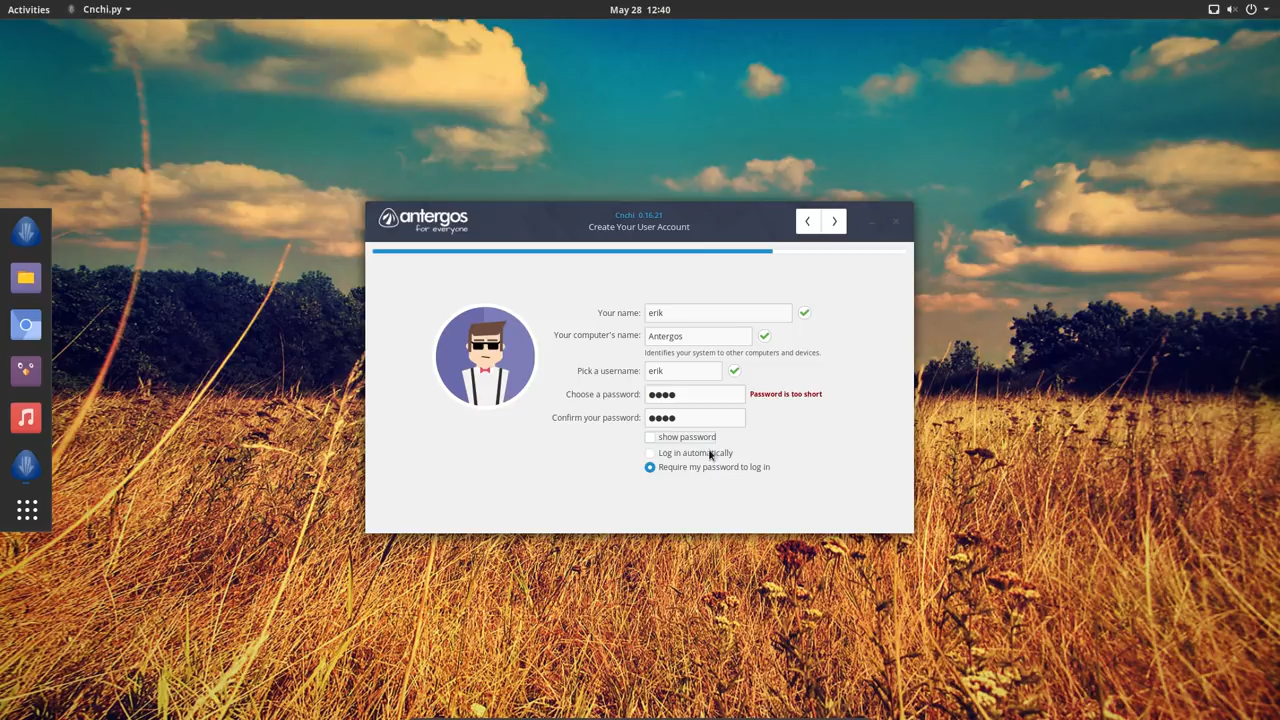 Activities
Cnchi.py
May 28 12:40
antergos
for everyone
Cnchi 0.16.21
Create Your User Account
Your name: erik
Your computer's name: Antergos
Identifies your system to other computers and devices.
Pick a username: erik
Choose a password: ●●●● Password is too short
Confirm your password: ●●●●
show password
Log in automatically
Require my password to log in